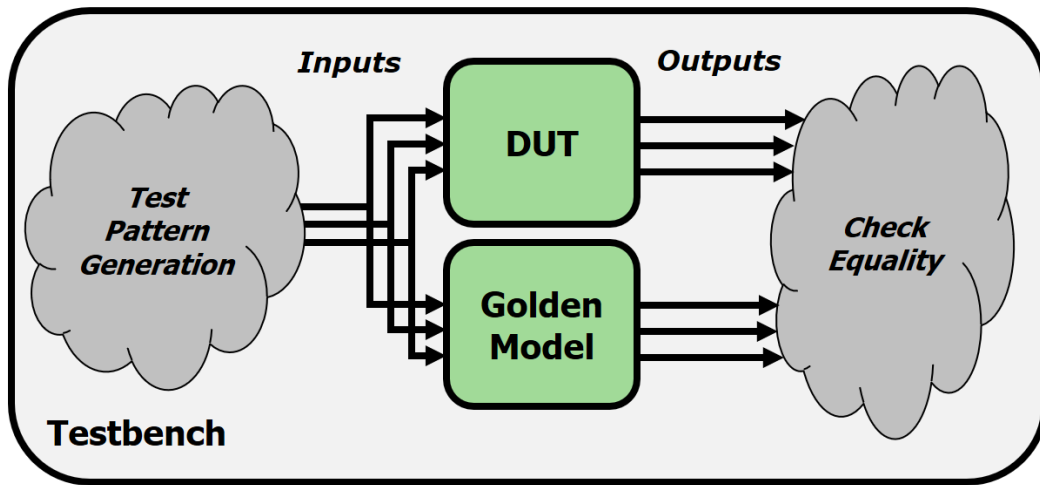 Inputs
Outputs
DUT
Test
Pattern
Generation
Check
Equality
Golden
Model
Testbench